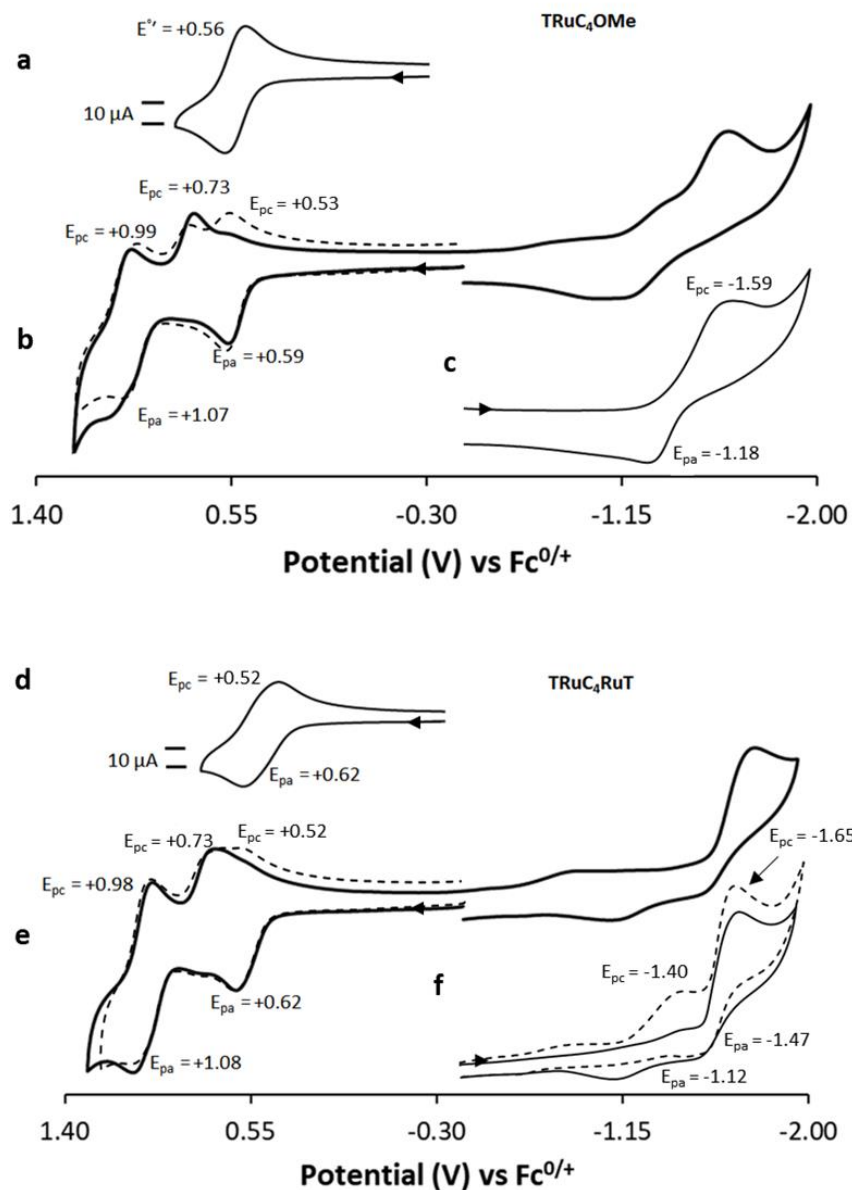 TRuC₄OMe
E°′ = +0.56
a
10 µA
Epc = +0.73
Epc = +0.53
Epc = +0.99
Epc = -1.59
b
Epa = +0.59
c
Epa = +1.07
Epa = -1.18
1.40 0.55 -0.30 -1.15 -2.00
Potential (V) vs Fc⁰/⁺
d
Epc = +0.52
TRuC₄RuT
10 µA
Epa = +0.62
Epc = +0.73
Epc = +0.52
Epc = -1.65
Epc = +0.98
e
Epc = -1.40
f
Epa = +0.62
Epa = -1.47
Epa = +1.08
Epa = -1.12
1.40 0.55 -0.30 -1.15 -2.00
Potential (V) vs Fc⁰/⁺